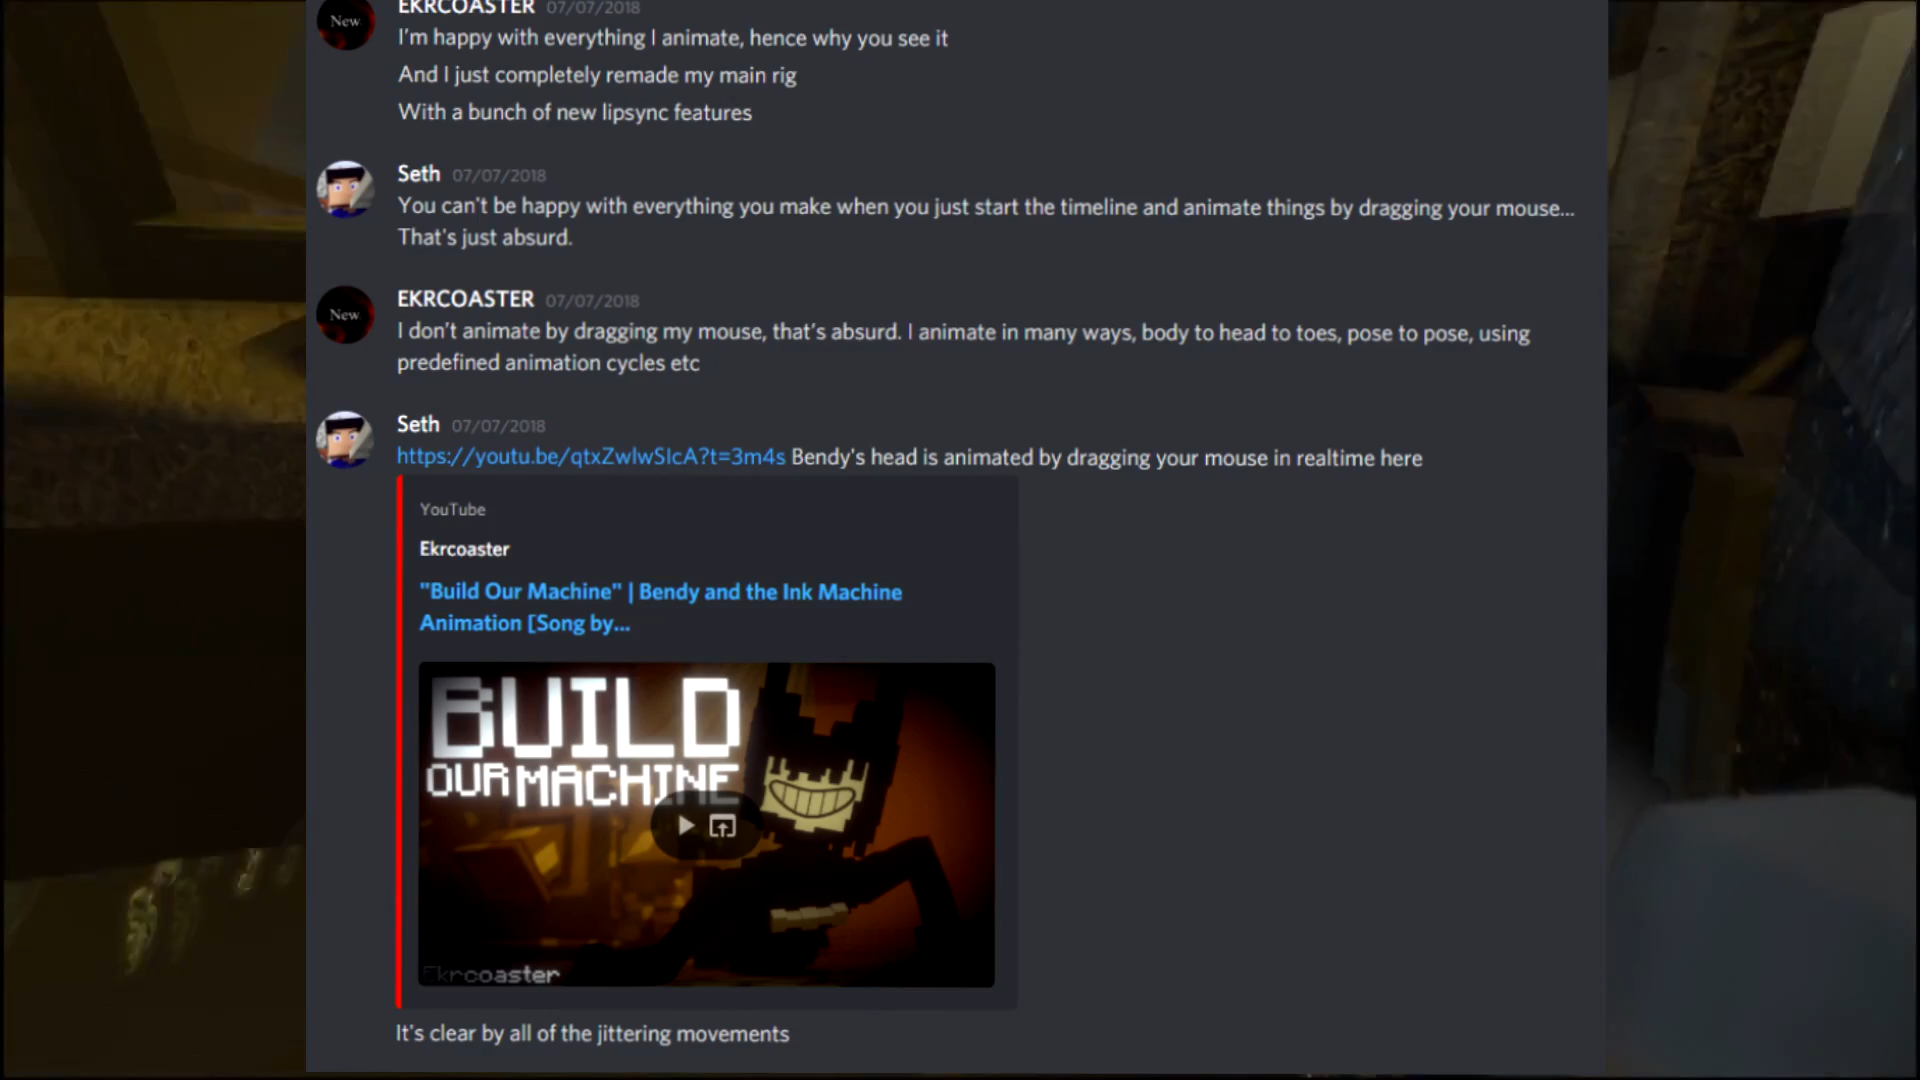 EKRCOASTER 07/07/2018
New
I'm happy with everything I animate, hence why you see it
And I just completely remade my main rig
With a bunch of new lipsync features
Seth 07/07/2018
You can't be happy with everything you make when you just start the timeline and animate things by dragging your mouse...
That's just absurd.
EKRCOASTER 07/07/2018
New
I don't animate by dragging my mouse, that's absurd. I animate in many ways, body to head to toes, pose to pose, using
predefined animation cycles etc
Seth 07/07/2018
https://youtu.be/qtxZwlwSlcA?t=3m4s Bendy's head is animated by dragging your mouse in realtime here
YouTube
Ekrcoaster
"Build Our Machine" | Bendy and the Ink Machine
Animation [Song by...
BUILD
OUR MACHINE
Ekrcoaster
It's clear by all of the jittering movements